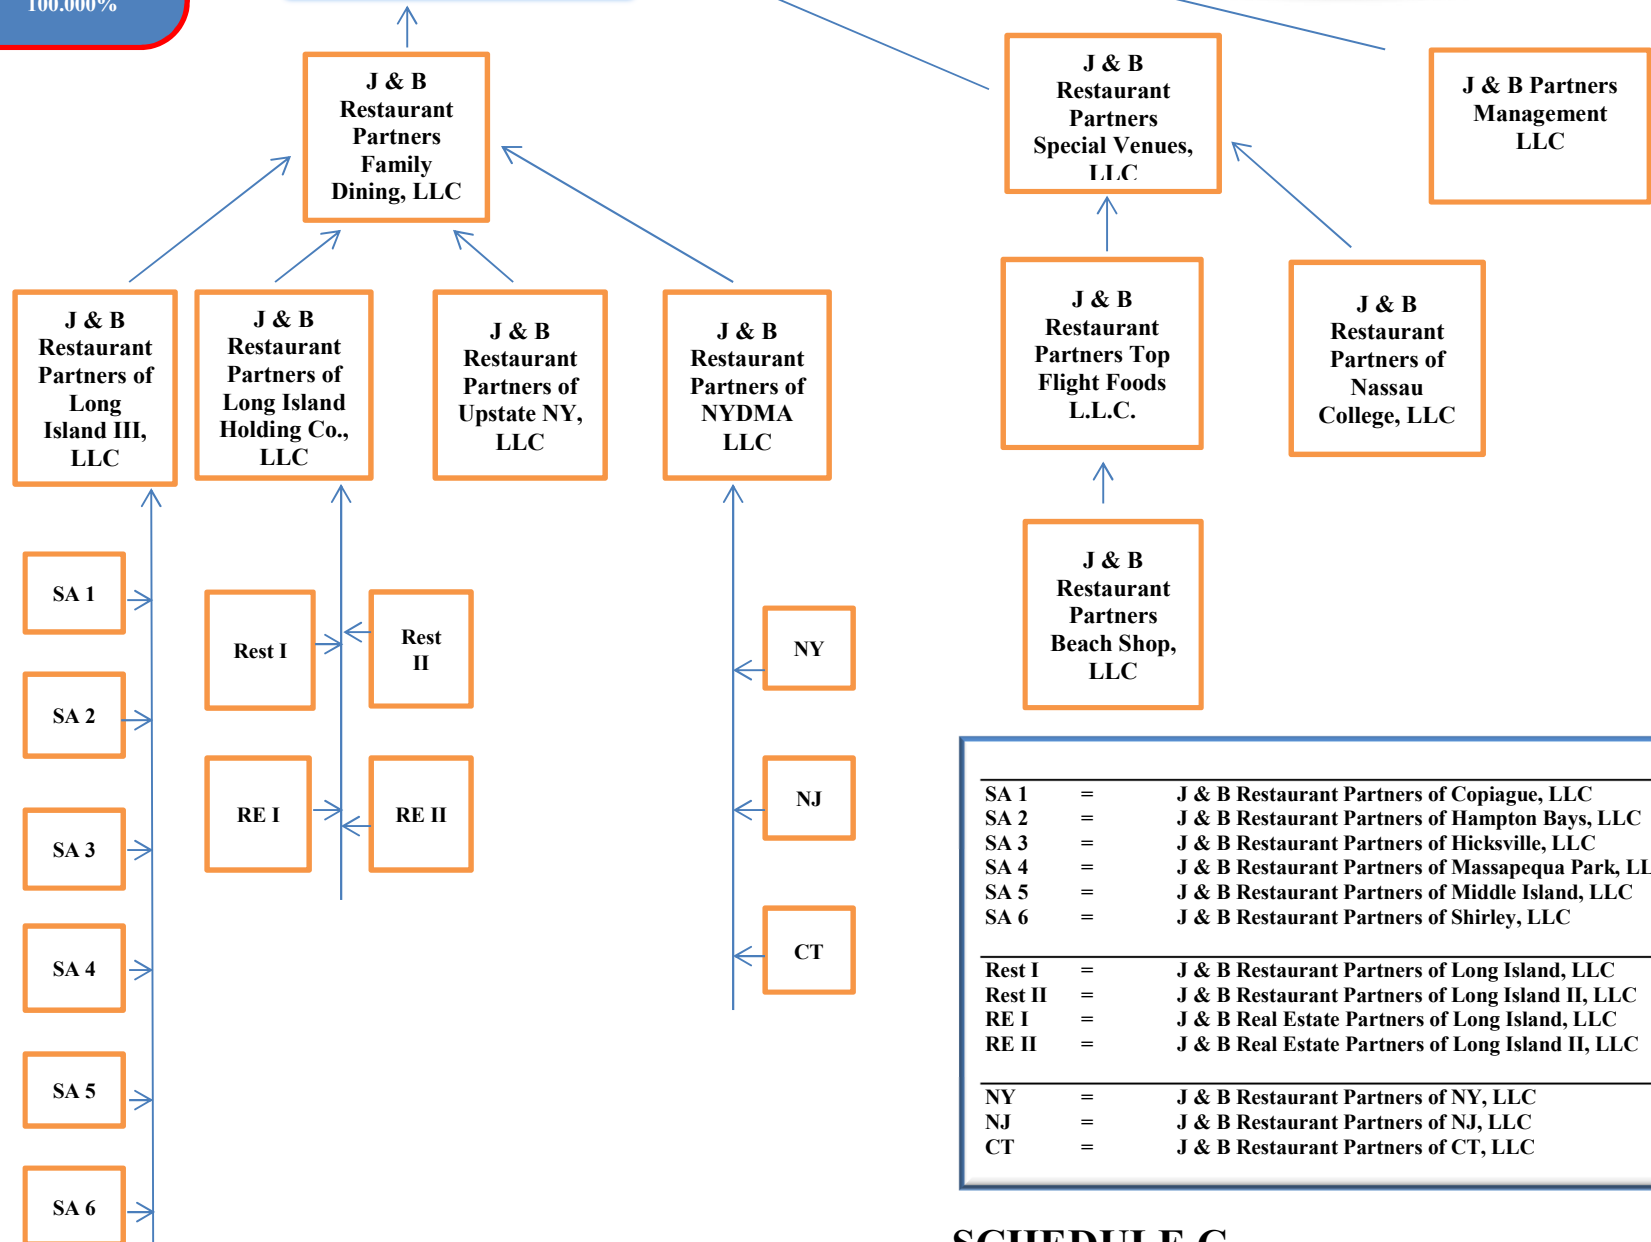 100.000%
J & B
Restaurant
Partners
Family
Dining, LLC
J & B
Restaurant
Partners
Special Venues,
LLC
J & B Partners
Management
LLC
J & B
Restaurant
Partners of
Long
Island III,
LLC
J & B
Restaurant
Partners of
Long Island
Holding Co.,
LLC
J & B
Restaurant
Partners of
Upstate NY,
LLC
J & B
Restaurant
Partners of
NYDMA
LLC
J & B
Restaurant
Partners Top
Flight Foods
L.L.C.
J & B
Restaurant
Partners of
Nassau
College, LLC
J & B
Restaurant
Partners
Beach Shop,
LLC
SA 1
SA 2
SA 3
SA 4
SA 5
SA 6
Rest I
Rest
II
RE I
RE II
NY
NJ
CT
SA 1 = J & B Restaurant Partners of Copiague, LLC
SA 2 = J & B Restaurant Partners of Hampton Bays, LLC
SA 3 = J & B Restaurant Partners of Hicksville, LLC
SA 4 = J & B Restaurant Partners of Massapequa Park, LL
SA 5 = J & B Restaurant Partners of Middle Island, LLC
SA 6 = J & B Restaurant Partners of Shirley, LLC
Rest I = J & B Restaurant Partners of Long Island, LLC
Rest II = J & B Restaurant Partners of Long Island II, LLC
RE I = J & B Real Estate Partners of Long Island, LLC
RE II = J & B Real Estate Partners of Long Island II, LLC
NY = J & B Restaurant Partners of NY, LLC
NJ = J & B Restaurant Partners of NJ, LLC
CT = J & B Restaurant Partners of CT, LLC
SCHEDULE